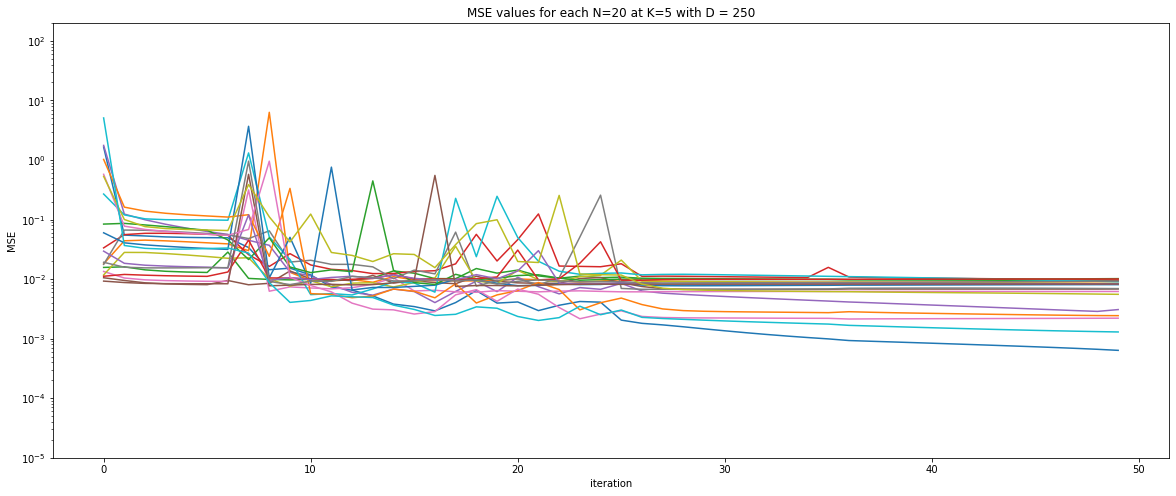 MSE values for each N=20 at K=5 with D = 250
10²
10¹
10⁰
10⁻¹
10⁻²
10⁻³
10⁻⁴
10⁻⁵
MSE
0 10 20 30 40 50
iteration